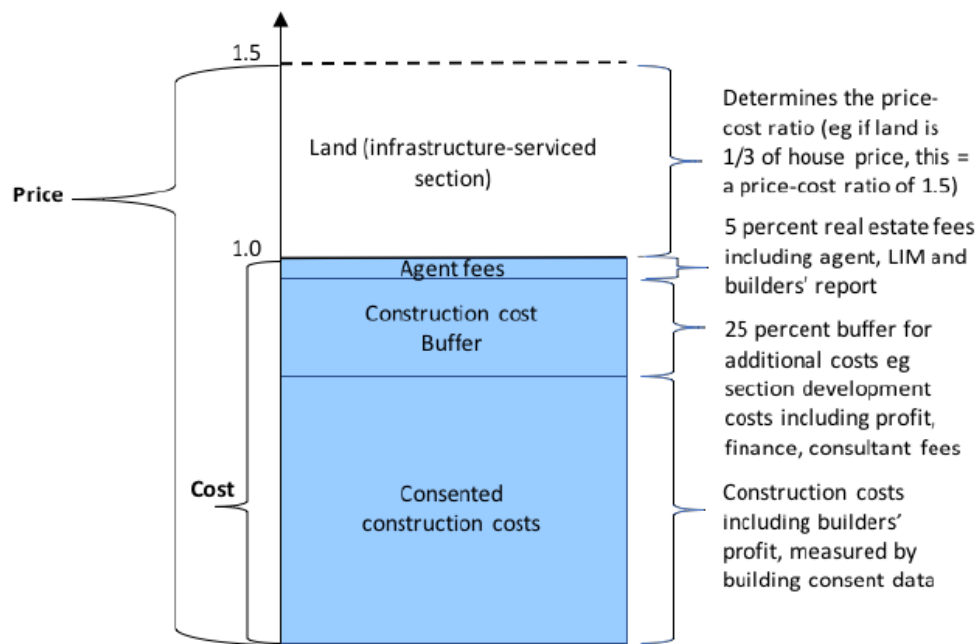 1.5
Land (infrastructure-serviced
section)
Determines the price-
cost ratio (eg if land is
1/3 of house price, this =
a price-cost ratio of 1.5)
Price
1.0
Agent fees
5 percent real estate fees
including agent, LIM and
builders' report
Construction cost
Buffer
25 percent buffer for
additional costs eg
section development
costs including profit,
finance, consultant fees
Cost
Consented
construction costs
Construction costs
including builders’
profit, measured by
building consent data